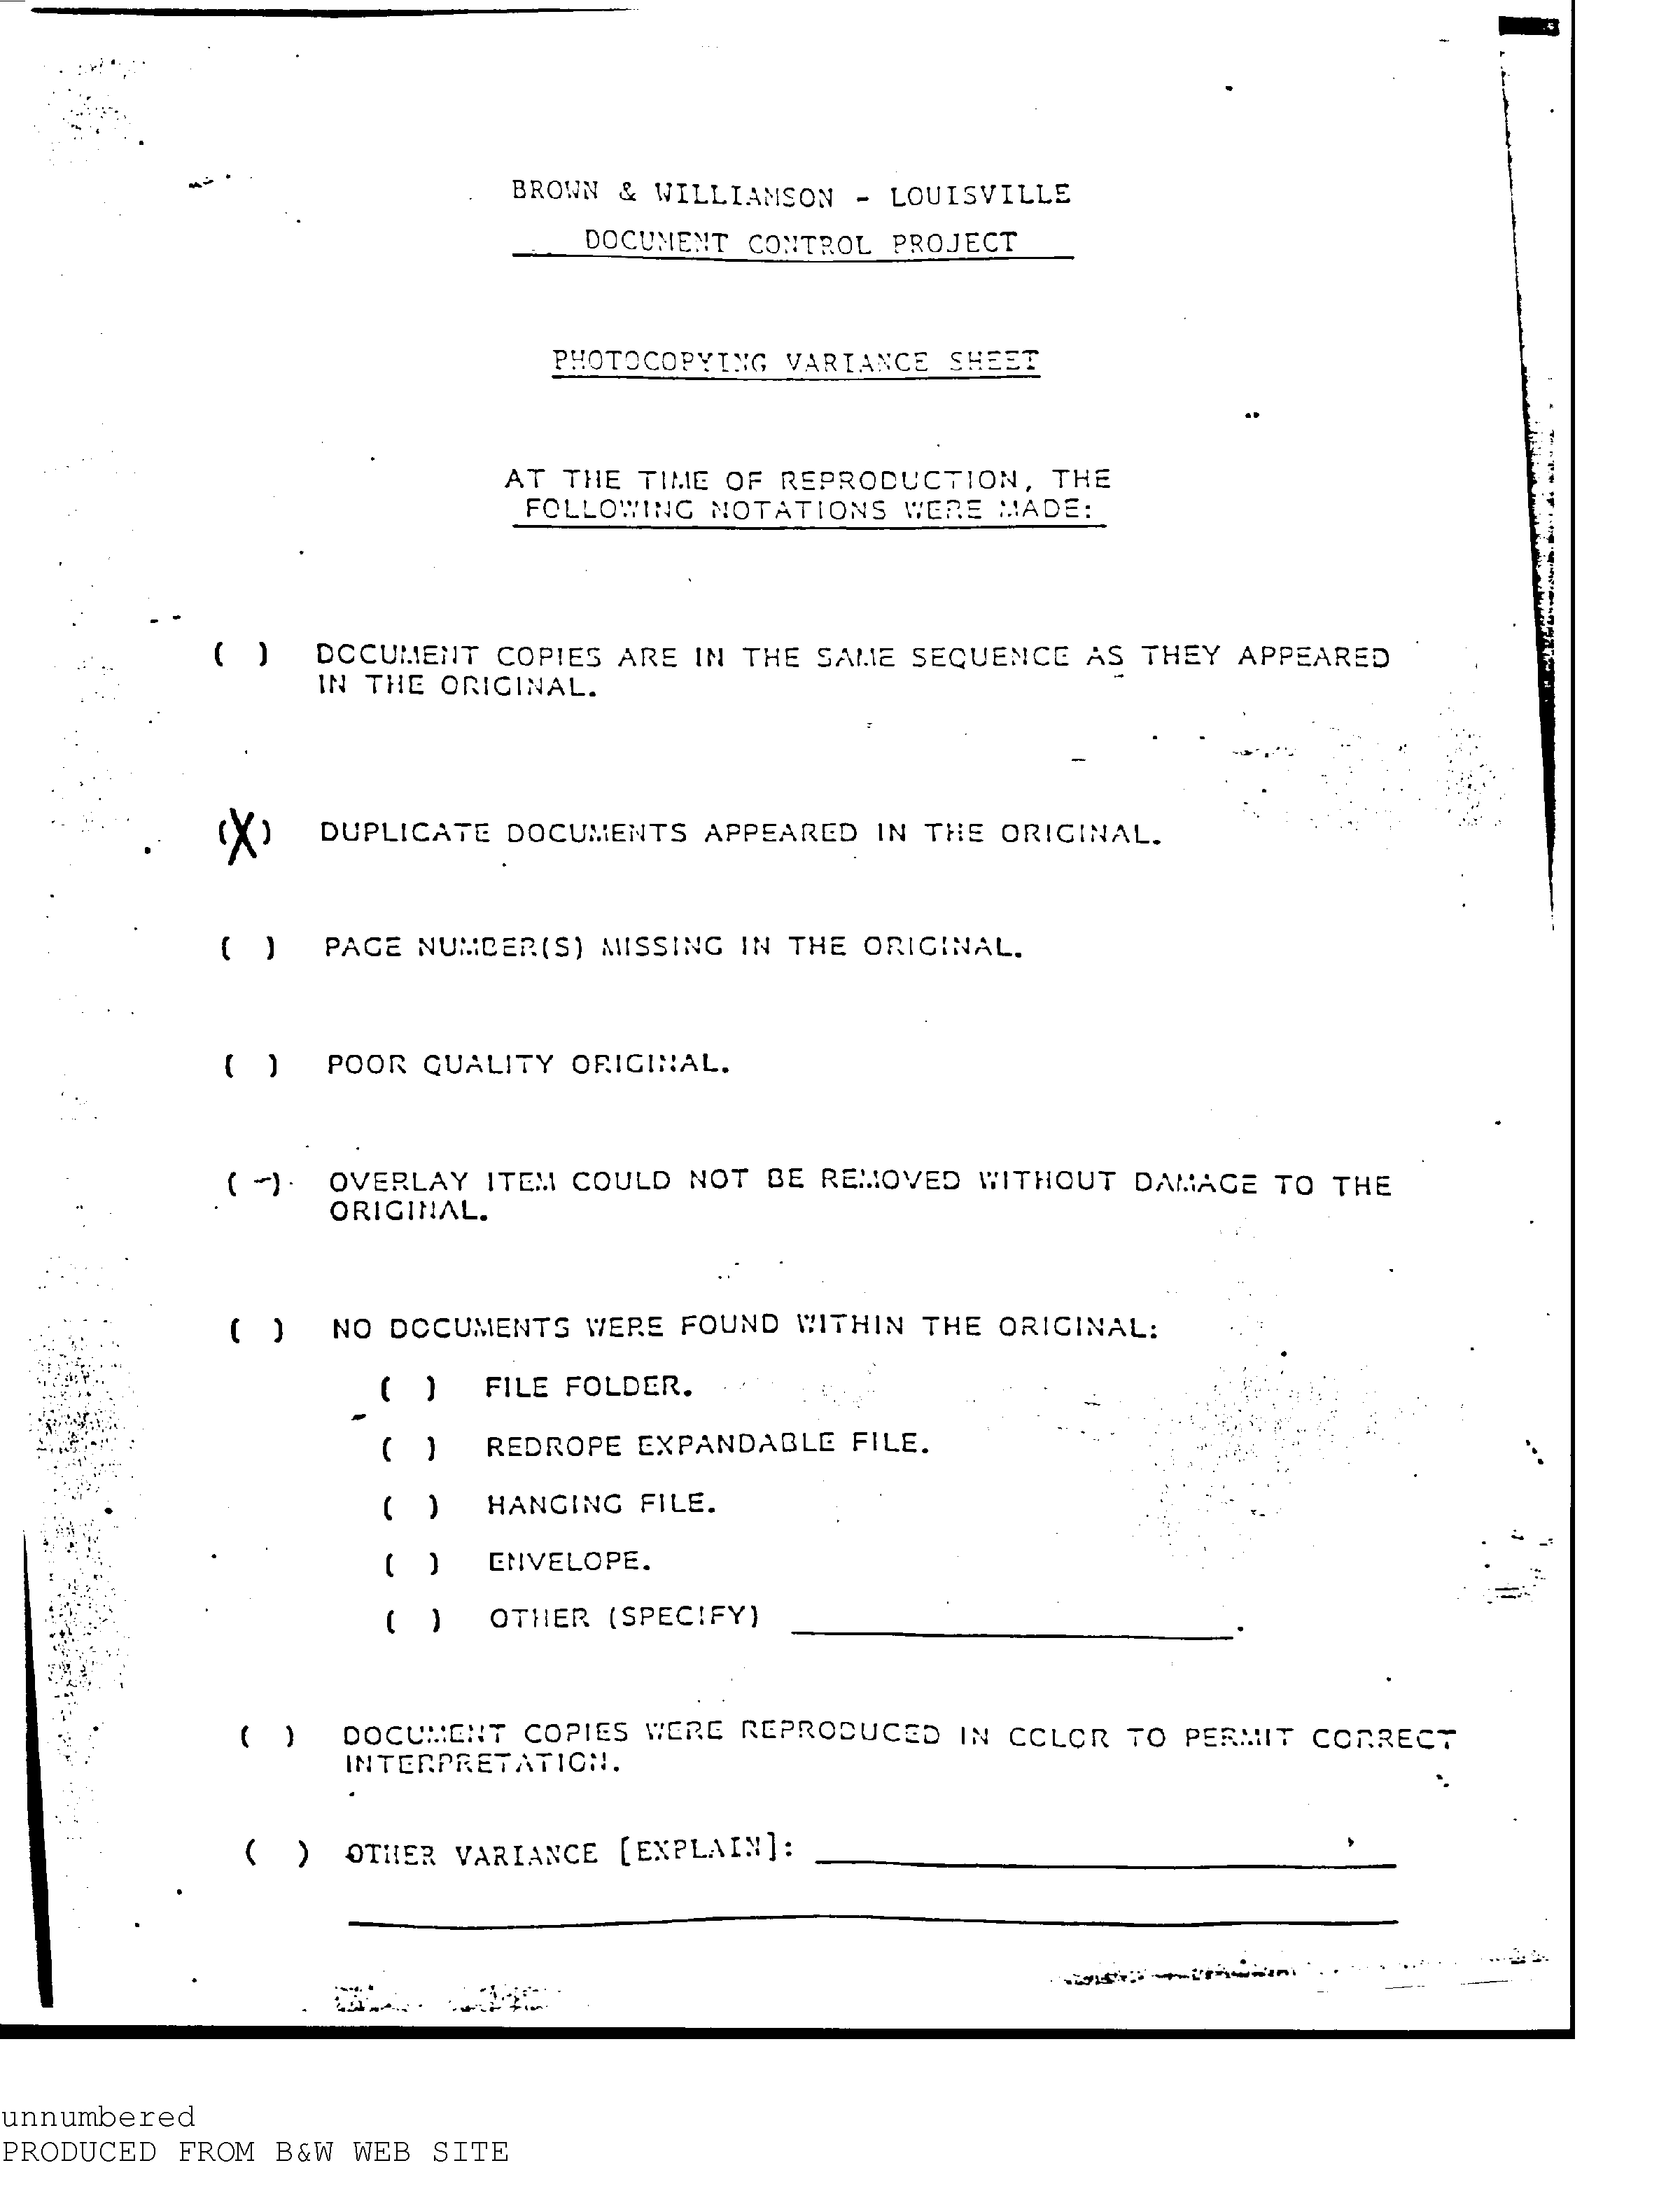 BROWN & WILLIAMSON - LOUISVILLE
DOCUMENT CONTROL PROJECT
PHOTOCOPYING VARIANCE SHEET
AT THE TIME OF REPRODUCTION, THE
FOLLOWING NOTATIONS WERE MADE:
( ) DOCUMENT COPIES ARE IN THE SAME SEQUENCE AS THEY APPEARED
IN THE ORIGINAL.
(X) DUPLICATE DOCUMENTS APPEARED IN THE ORIGINAL.
( ) PAGE NUMBER(S) MISSING IN THE ORIGINAL.
( ) POOR QUALITY ORIGINAL.
( ) OVERLAY ITEM COULD NOT BE REMOVED WITHOUT DAMAGE TO THE
ORIGINAL.
( ) NO DOCUMENTS WERE FOUND WITHIN THE ORIGINAL:
( ) FILE FOLDER.
( ) REDROPE EXPANDABLE FILE.
( ) HANGING FILE.
( ) ENVELOPE.
( ) OTHER (SPECIFY) .
( ) DOCUMENT COPIES WERE REPRODUCED IN COLOR TO PERMIT CORRECT
INTERPRETATION.
( ) OTHER VARIANCE [EXPLAIN]:
unnumbered
PRODUCED FROM B&W WEB SITE